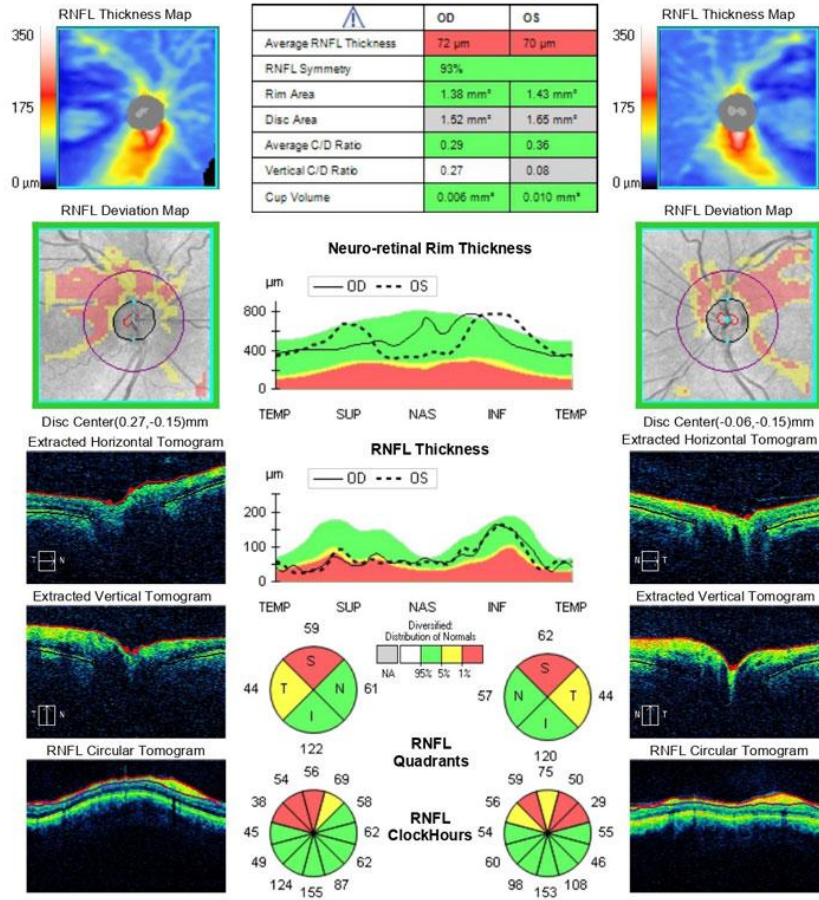 RNFL Thickness Map
350
175
0 µm
OD OS
Average RNFL Thickness 72 µm 70 µm
RNFL Symmetry 93%
Rim Area 1.38 mm² 1.43 mm²
Disc Area 1.52 mm² 1.65 mm²
Average C/D Ratio 0.29 0.36
Vertical C/D Ratio 0.27 0.08
Cup Volume 0.006 mm³ 0.010 mm³
RNFL Thickness Map
350
175
0 µm
RNFL Deviation Map
Disc Center(0.27,-0.15)mm
Neuro-retinal Rim Thickness
µm
OD OS
800
400
0
TEMP SUP NAS INF TEMP
RNFL Deviation Map
Disc Center(-0.06,-0.15)mm
Extracted Horizontal Tomogram
T N
RNFL Thickness
µm
OD OS
200
100
0
TEMP SUP NAS INF TEMP
Extracted Horizontal Tomogram
T N
Extracted Vertical Tomogram
T N
Diversified:
Distribution of Normals
NA 95% 5% 1%
59
44 S T N I 61
122
62
57 S N T I 44
120
Extracted Vertical Tomogram
T N
RNFL Quadrants
RNFL Circular Tomogram
56
54 69
38 58
45 62
49 62
124 87
155
RNFL ClockHours
75
59 50
56 29
54 55
60 46
98 108
153
RNFL Circular Tomogram